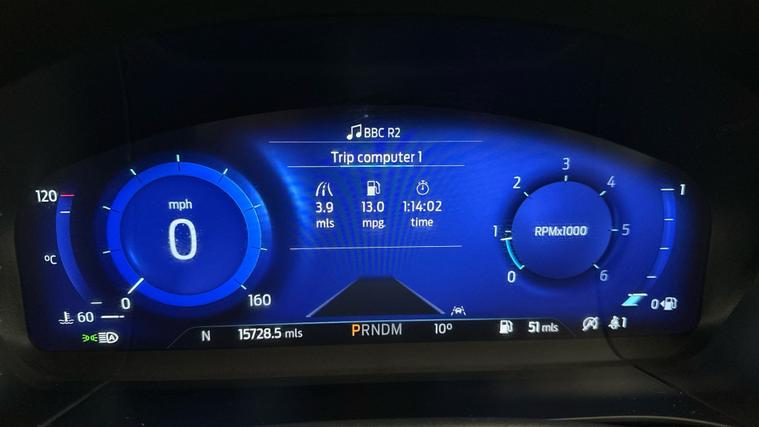 BBC R2
Trip computer 1
3.9 13.0 1:14:02
mls mpg. time
120
°C
60
mph
0
0 160
0 1 2 3 4 5 6
RPMx1000
1
0
N 15728.5 mls PRNDM 10° 51 mls 1
A